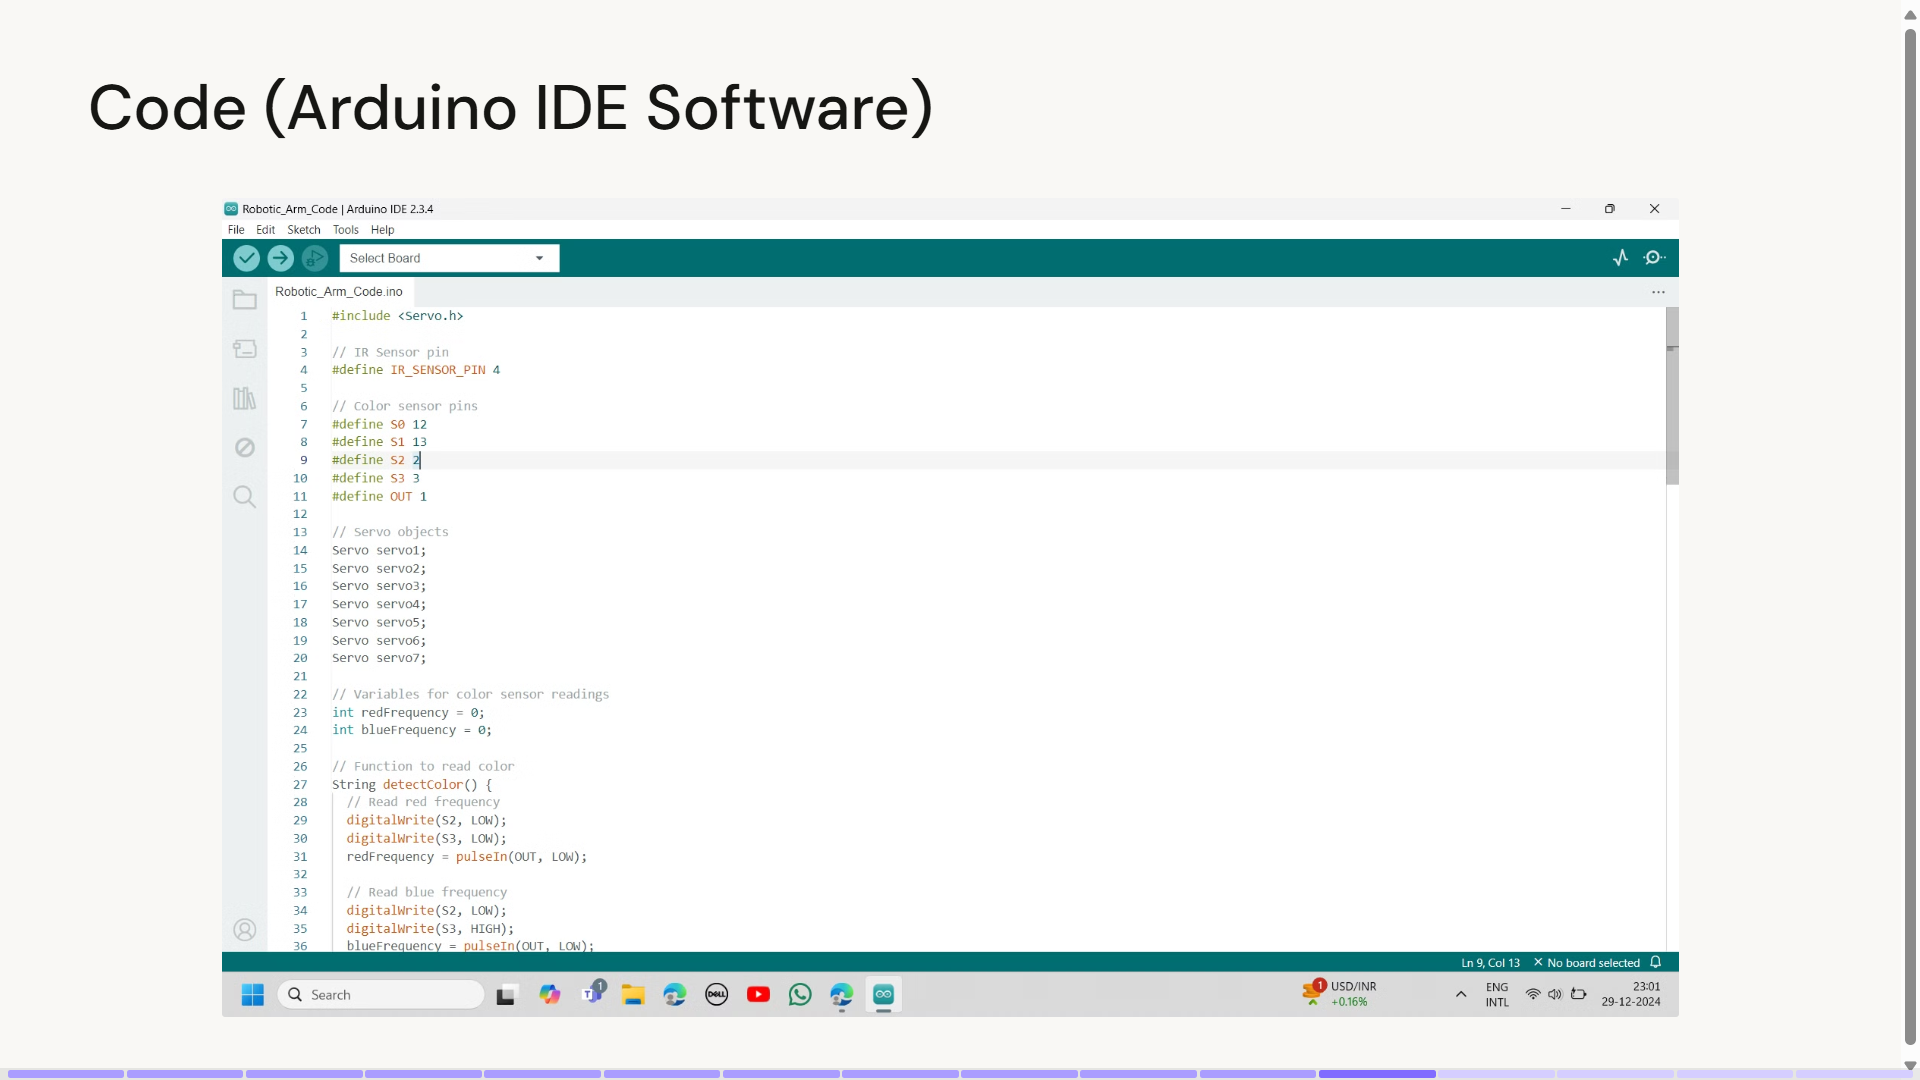 Code (Arduino IDE Software)
Robotic_Arm_Code | Arduino IDE 2.3.4
File Edit Sketch Tools Help
Select Board
Robotic_Arm_Code.ino
1 #include <Servo.h>
2
3 // IR Sensor pin
4 #define IR_SENSOR_PIN 4
5
6 // Color sensor pins
7 #define S0 12
8 #define S1 13
9 #define S2 2
10 #define S3 3
11 #define OUT 1
12
13 // Servo objects
14 Servo servo1;
15 Servo servo2;
16 Servo servo3;
17 Servo servo4;
18 Servo servo5;
19 Servo servo6;
20 Servo servo7;
21
22 // Variables for color sensor readings
23 int redFrequency = 0;
24 int blueFrequency = 0;
25
26 // Function to read color
27 String detectColor() {
28 // Read red frequency
29 digitalWrite(S2, LOW);
30 digitalWrite(S3, LOW);
31 redFrequency = pulseIn(OUT, LOW);
32
33 // Read blue frequency
34 digitalWrite(S2, LOW);
35 digitalWrite(S3, HIGH);
36 blueFrequency = pulseIn(OUT, LOW);
Ln 9, Col 13 × No board selected
Search
1
T
DELL
1
USD/INR
+0.16%
ENG
INTL
23:01
29-12-2024